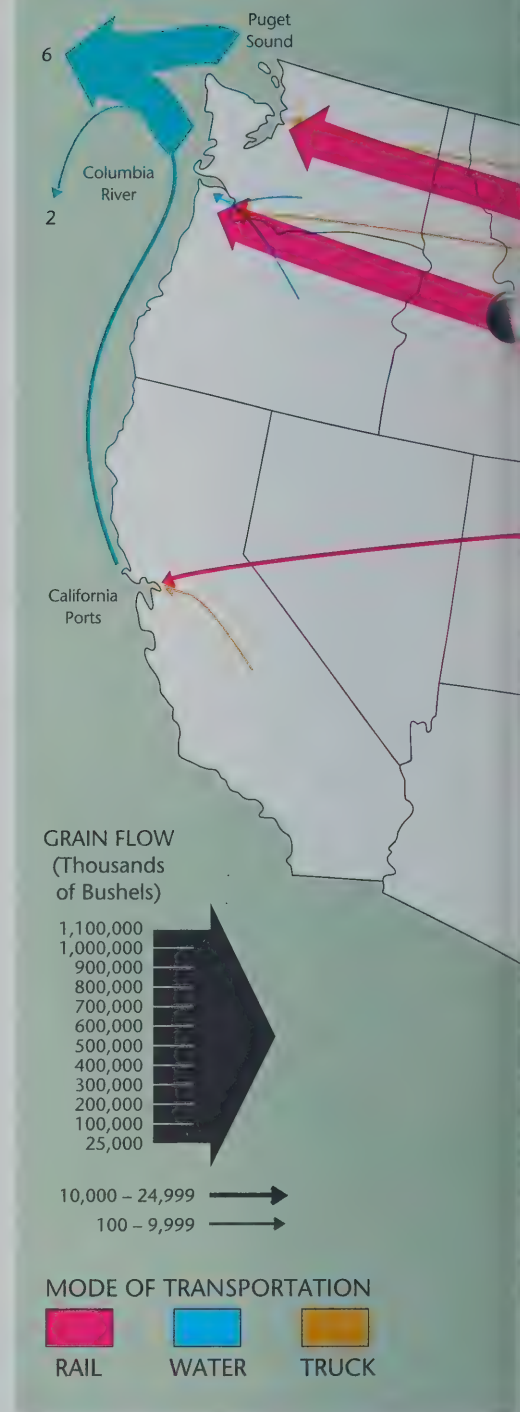 Puget
Sound
6
Columbia
River
2
California
Ports
GRAIN FLOW
(Thousands
of Bushels)
1,100,000
1,000,000
900,000
800,000
700,000
600,000
500,000
400,000
300,000
200,000
100,000
25,000
10,000 – 24,999
100 – 9,999
MODE OF TRANSPORTATION
RAIL WATER TRUCK